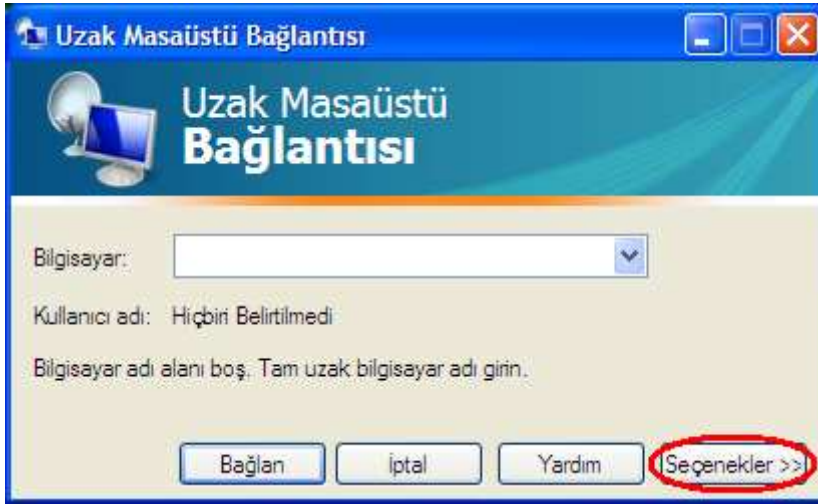 Uzak Masaüstü Bağlantısı
Uzak Masaüstü
Bağlantısı
Bilgisayar:
Kullanıcı adı: Hiçbiri Belirtilmedi
Bilgisayar adı alanı boş. Tam uzak bilgisayar adı girin.
Bağlan İptal Yardım Seçenekler >>